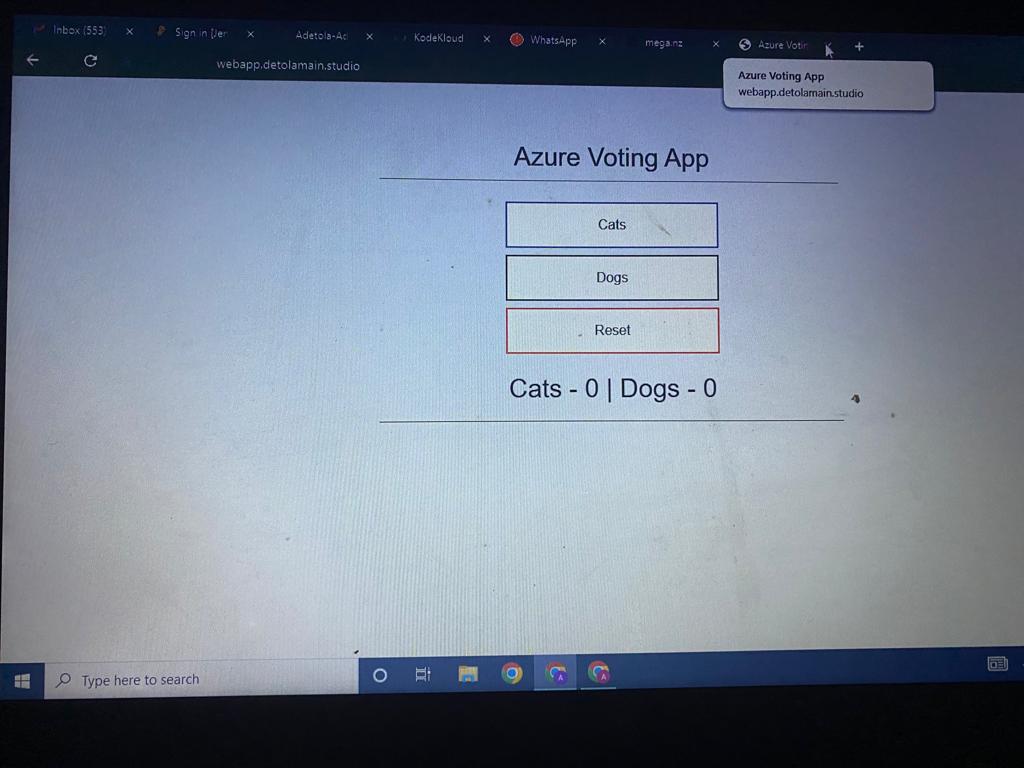 Inbox (553)
Sign in [Jer
Adetola-Ad
KodeKloud
WhatsApp
mega.nz
Azure Votin
webapp.detolamain.studio
Azure Voting App
webapp.detolamain.studio
Azure Voting App
Cats
Dogs
Reset
Cats - 0 | Dogs - 0
Type here to search
A
A